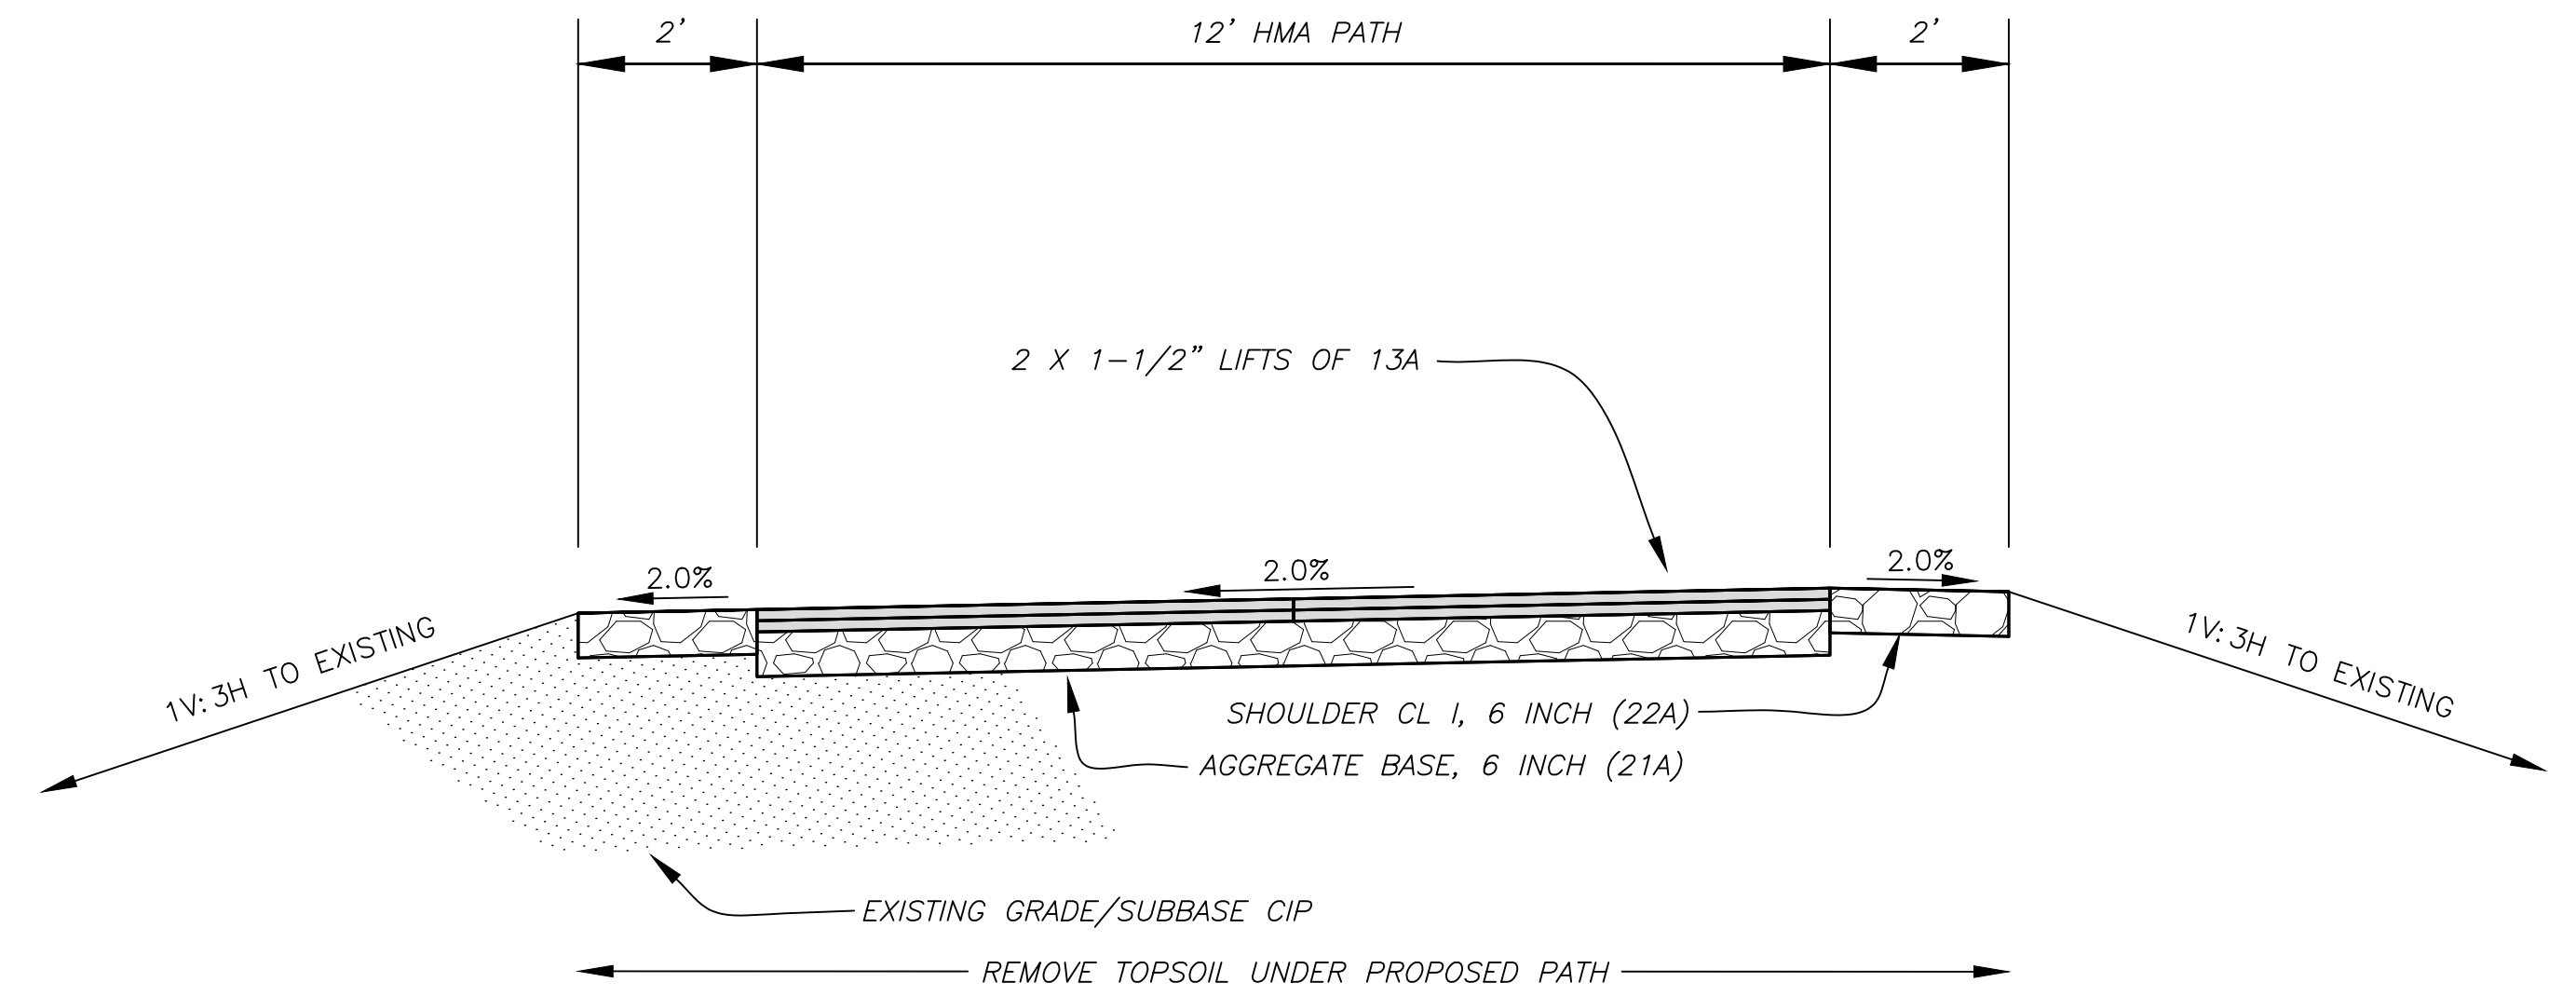 2’
12’ HMA PATH
2’
2 X 1-1/2” LIFTS OF 13A
2.0%
2.0%
2.0%
1V:3H TO EXISTING
1V:3H TO EXISTING
SHOULDER CL I, 6 INCH (22A)
AGGREGATE BASE, 6 INCH (21A)
EXISTING GRADE/SUBBASE CIP
REMOVE TOPSOIL UNDER PROPOSED PATH